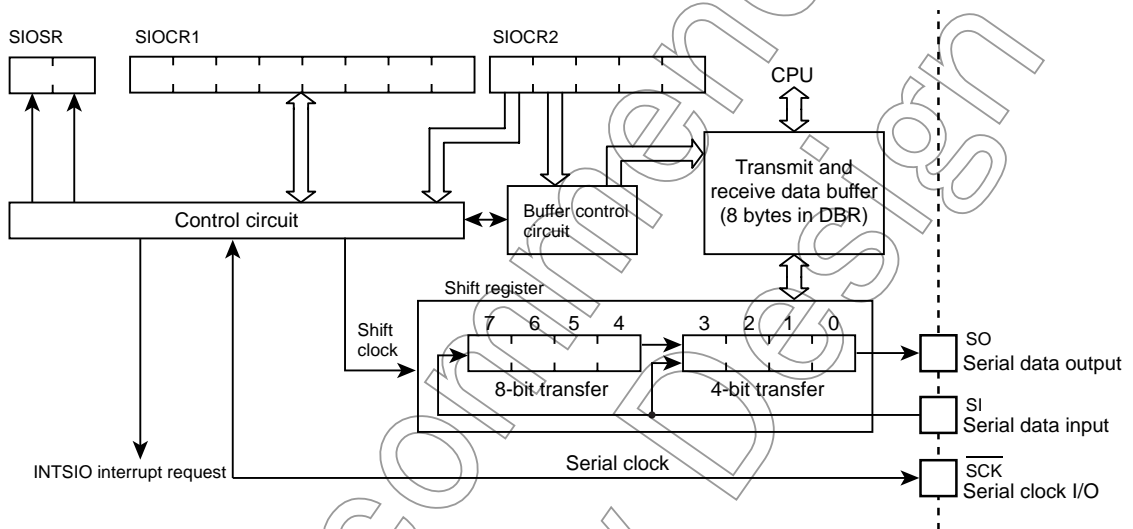 SIOSR
SIOCR1
SIOCR2
CPU
Transmit and
receive data buffer
(8 bytes in DBR)
Control circuit
Buffer control
circuit
Shift register
7 6 5 4
3 2 1 0
Shift
clock
8-bit transfer
4-bit transfer
SO
Serial data output
SI
Serial data input
INTSIO interrupt request
Serial clock
SCK
Serial clock I/O